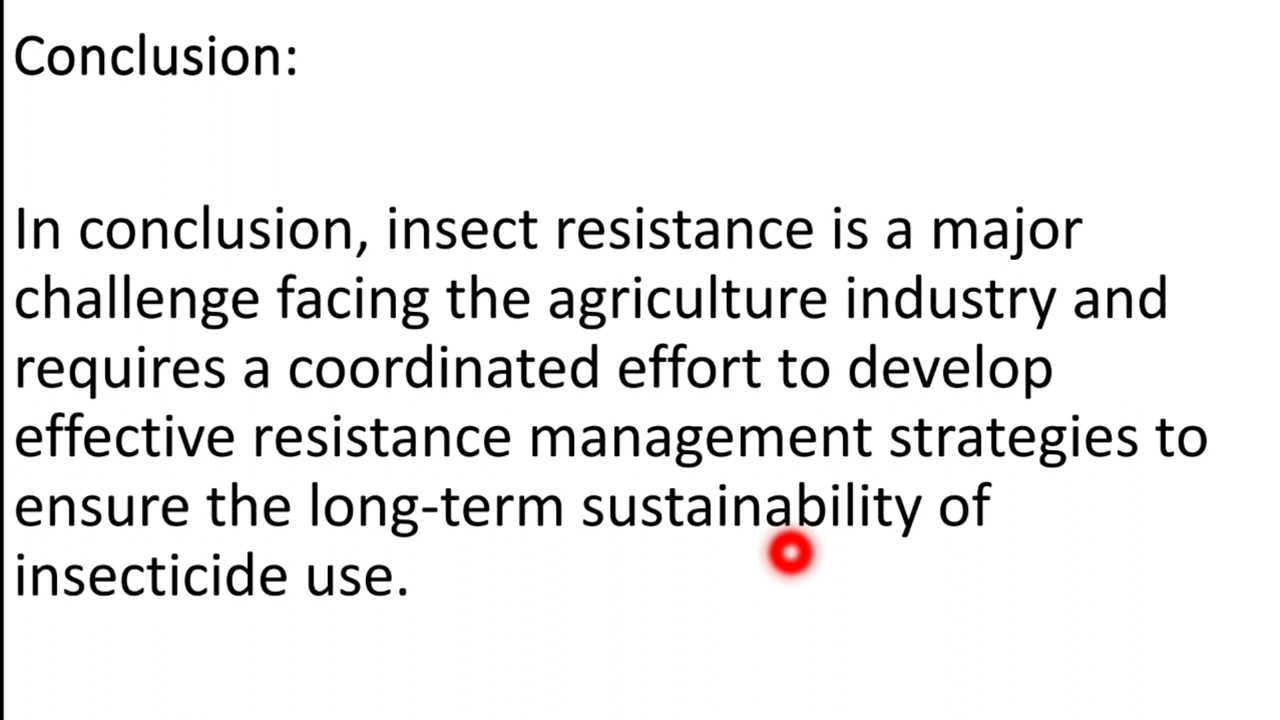 Conclusion:
In conclusion, insect resistance is a major
challenge facing the agriculture industry and
requires a coordinated effort to develop
effective resistance management strategies to
ensure the long-term sustainability of
insecticide use.